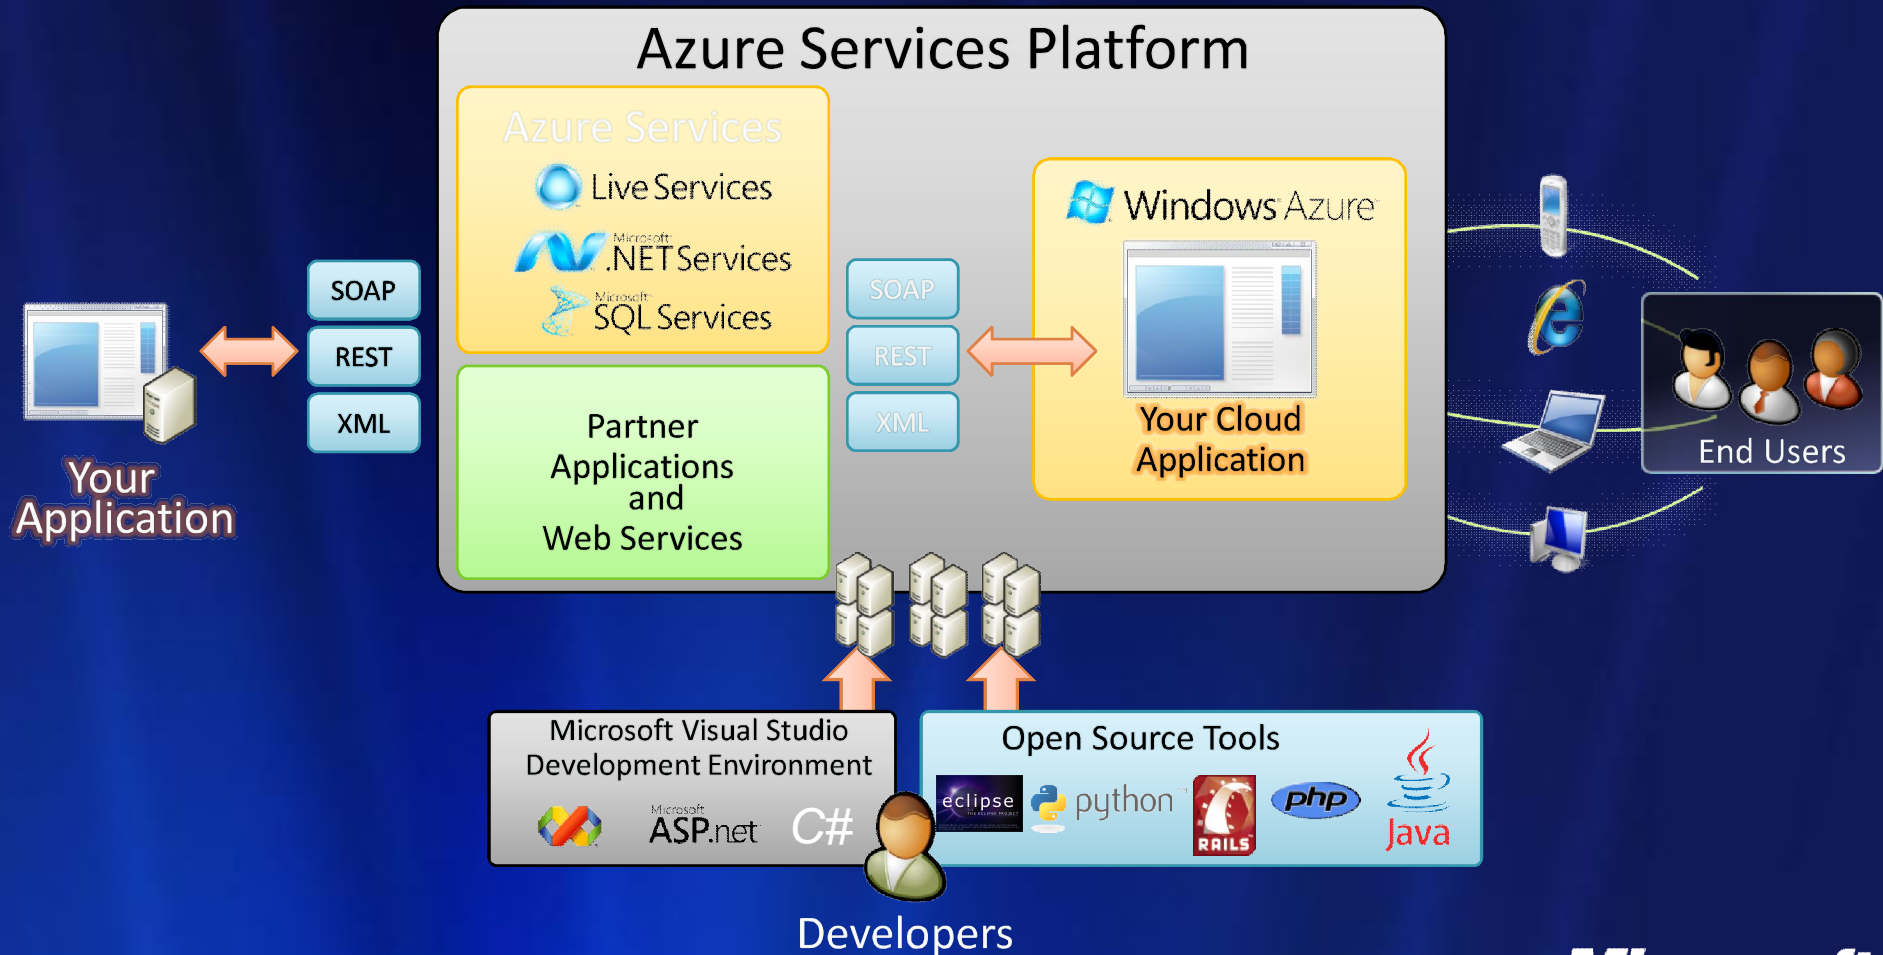 Azure Services Platform
Azure Services
Live Services
Microsoft
.NET Services
Microsoft
SQL Services
Partner
Applications
and
Web Services
SOAP
REST
XML
Your
Application
SOAP
REST
XML
Windows Azure
Your Cloud
Application
End Users
Microsoft Visual Studio
Development Environment
Microsoft
ASP.net
C#
Open Source Tools
eclipse
python
RAILS
php
Java
Developers